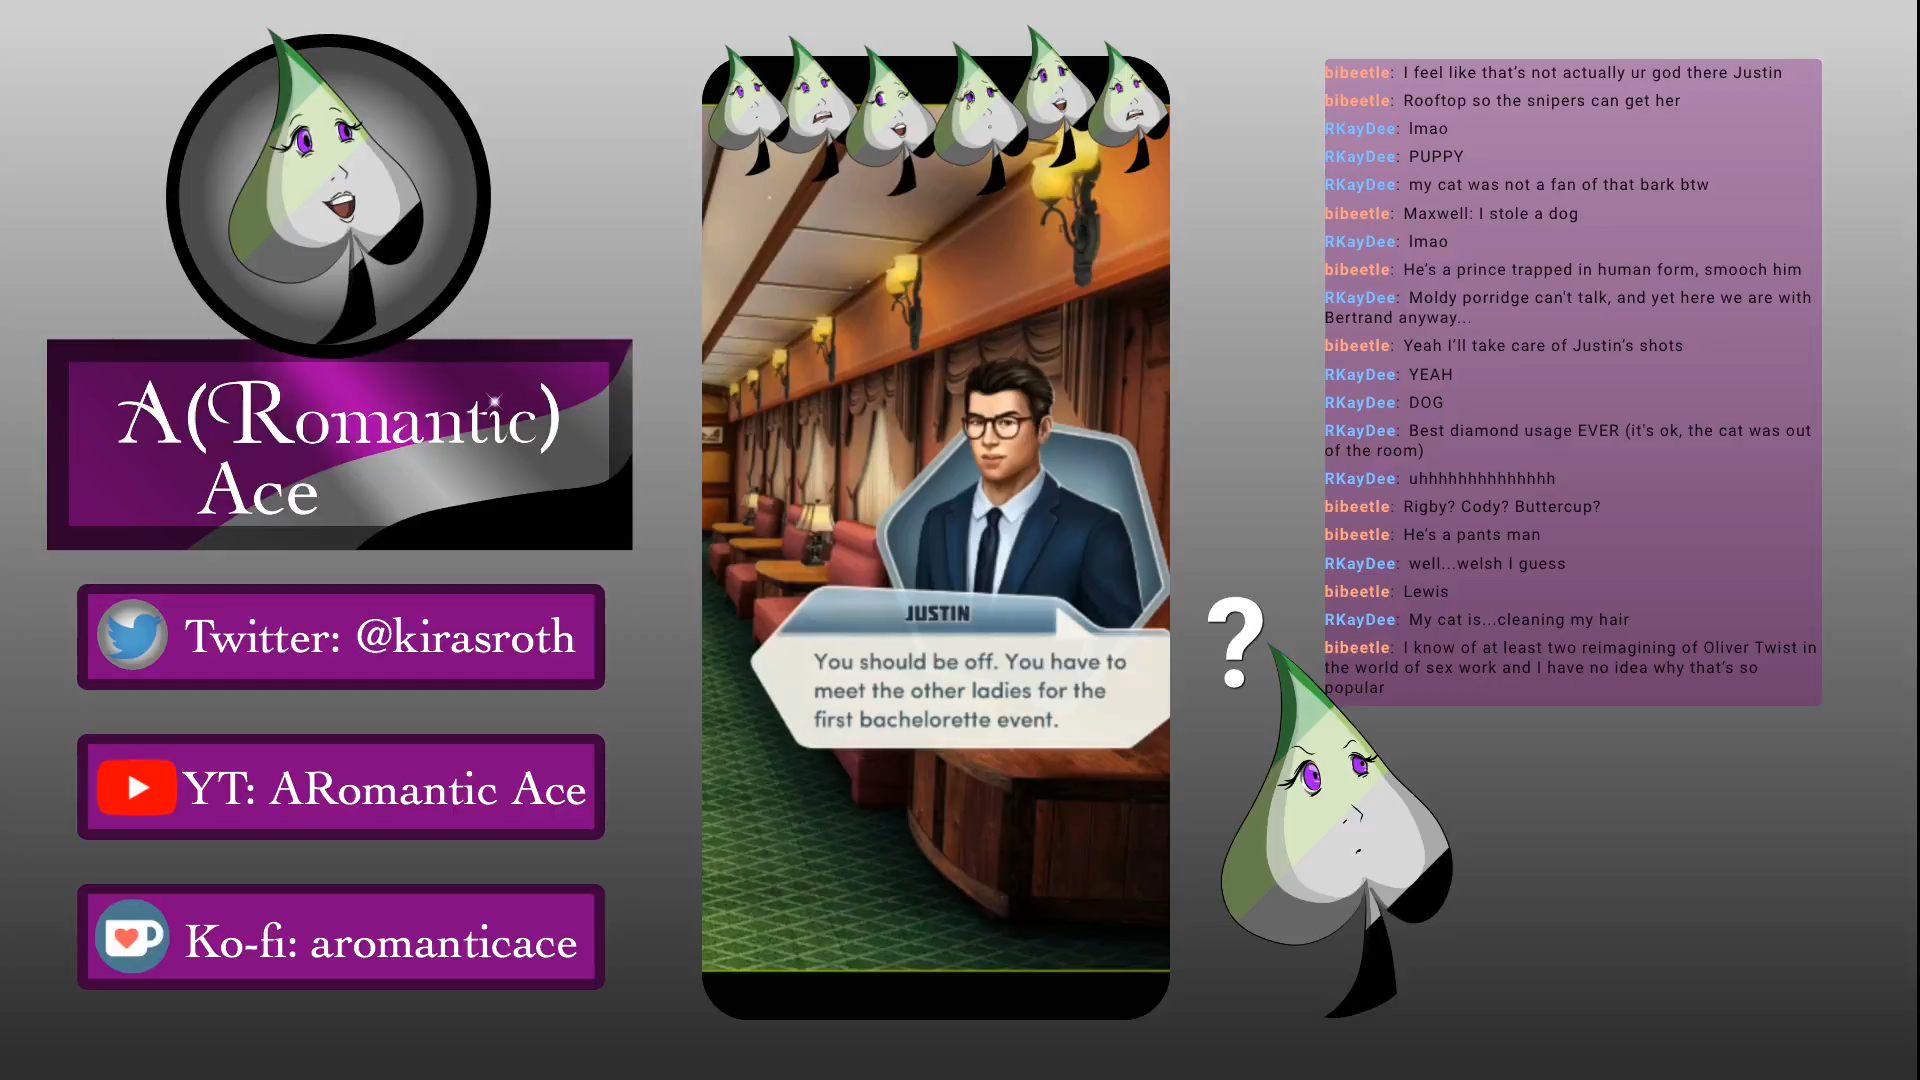 A(Romantic)
Ace
Twitter: @kirasroth
YT: ARomantic Ace
Ko-fi: aromanticace
JUSTIN
You should be off. You have to
meet the other ladies for the
first bachelorette event.
?
bibeetle: I feel like that's not actually ur god there Justin
bibeetle: Rooftop so the snipers can get her
RKayDee: lmao
RKayDee: PUPPY
RKayDee: my cat was not a fan of that bark btw
bibeetle: Maxwell: I stole a dog
RKayDee: lmao
bibeetle: He's a prince trapped in human form, smooch him
RKayDee: Moldy porridge can't talk, and yet here we are with
Bertrand anyway...
bibeetle: Yeah I'll take care of Justin's shots
RKayDee: YEAH
RKayDee: DOG
RKayDee: Best diamond usage EVER (it's ok, the cat was out
of the room)
RKayDee: uhhhhhhhhhhhhhh
bibeetle: Rigby? Cody? Buttercup?
bibeetle: He's a pants man
RKayDee: well...welsh I guess
bibeetle: Lewis
RKayDee: My cat is...cleaning my hair
bibeetle: I know of at least two reimagining of Oliver Twist in
the world of sex work and I have no idea why that's so
popular